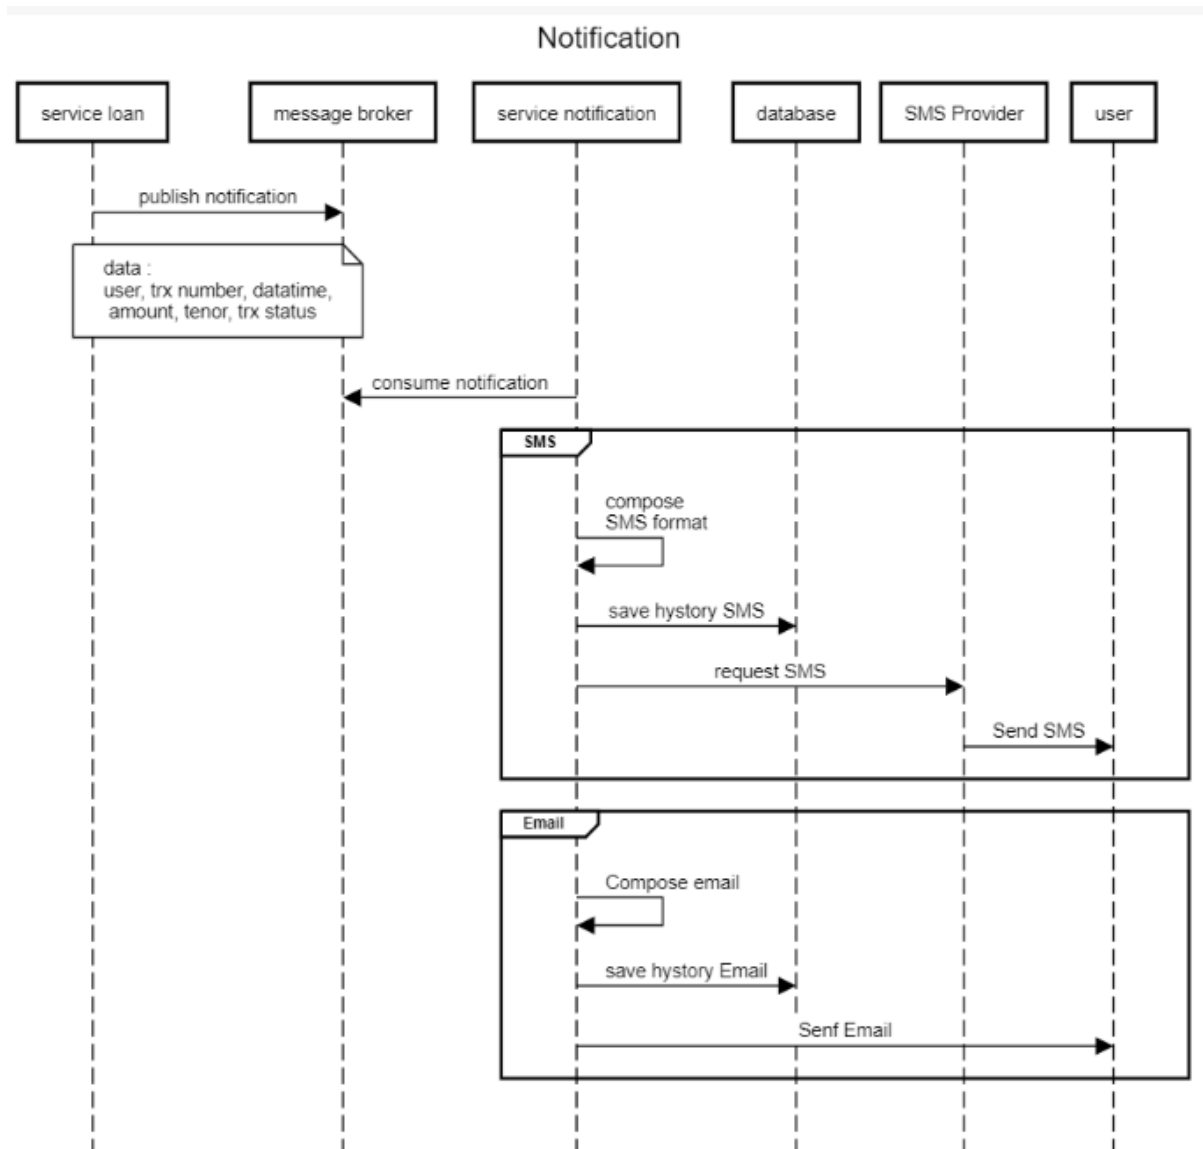 Notification
service loan
message broker
service notification
database
SMS Provider
user
publish notification
data :
user, trx number, datatime,
amount, tenor, trx status
consume notification
SMS
compose
SMS format
save hystory SMS
request SMS
Send SMS
Email
Compose email
save hystory Email
Senf Email